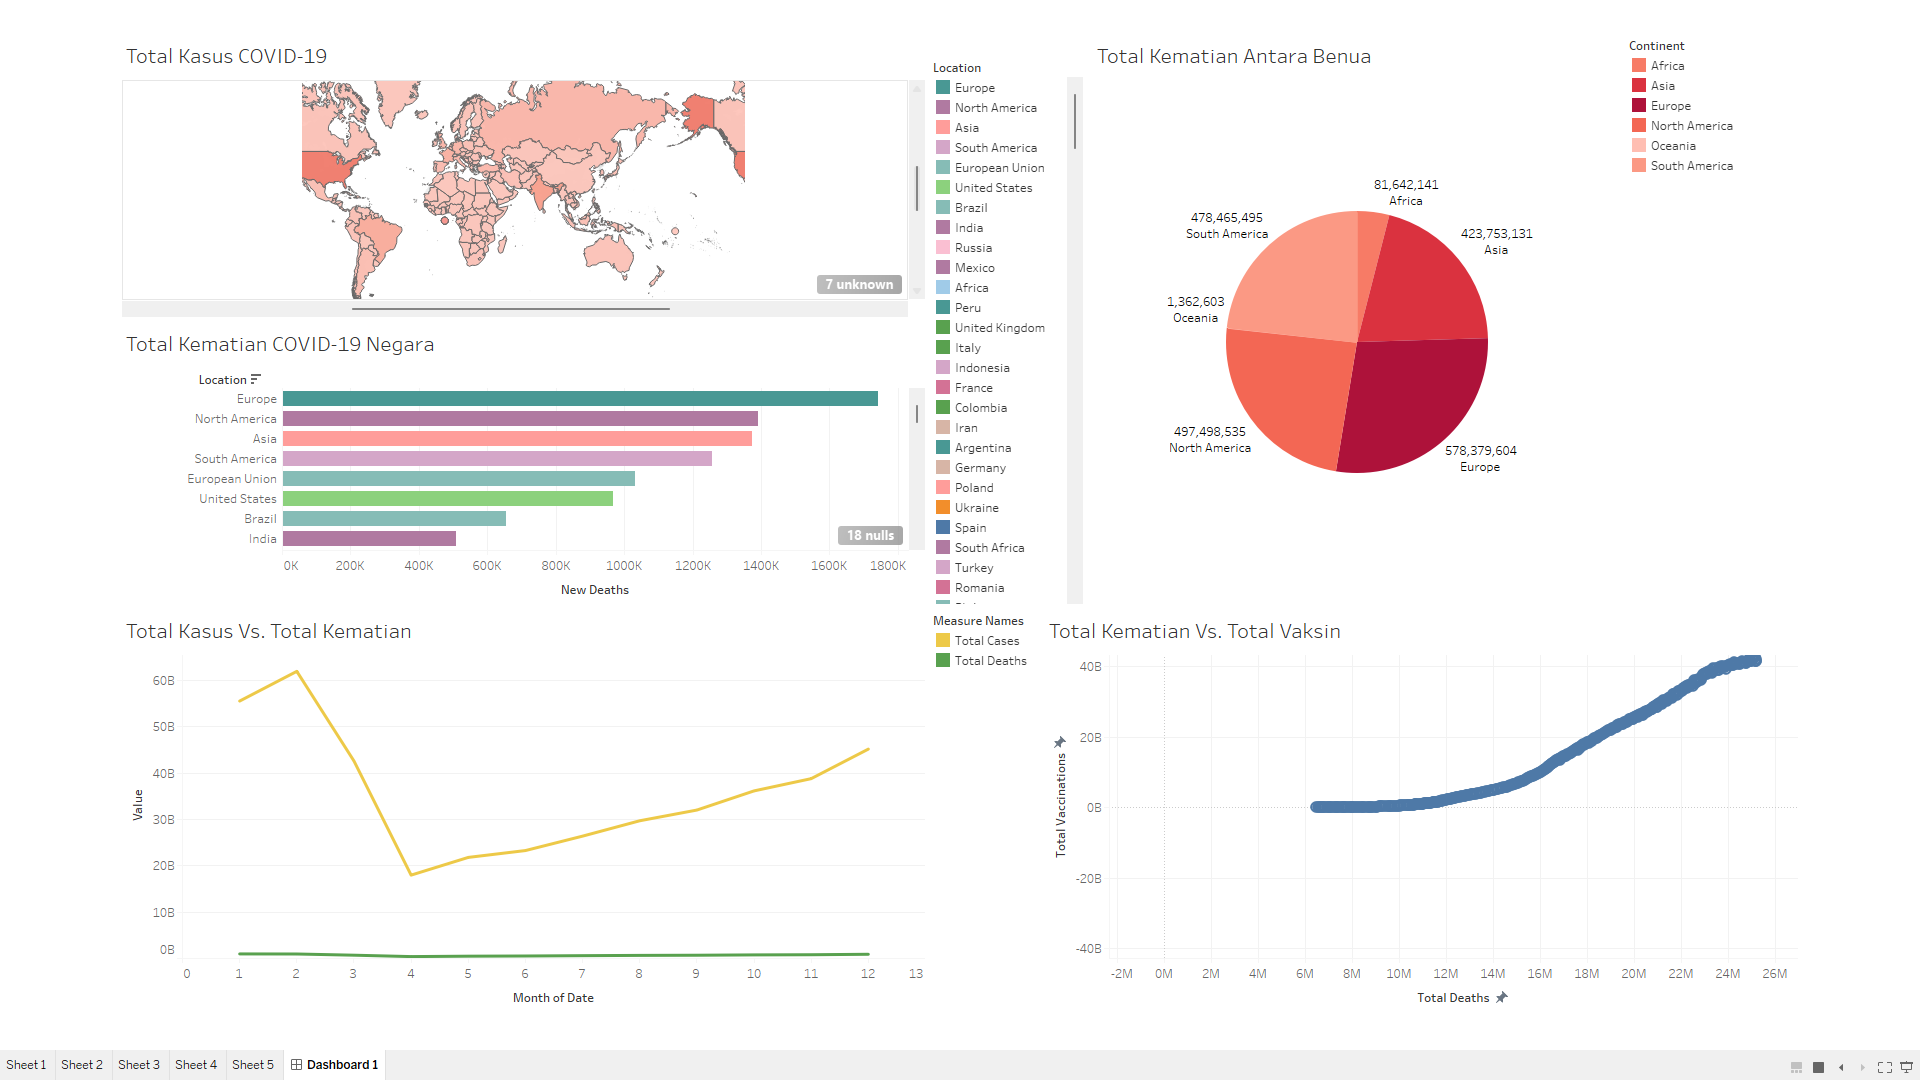 Total Kasus COVID-19
7 unknown
Total Kematian COVID-19 Negara
Location
Europe
North America
Asia
South America
European Union
United States
Brazil
India
18 nulls
0K 200K 400K 600K 800K 1000K 1200K 1400K 1600K 1800K
New Deaths
Location
Europe
North America
Asia
South America
European Union
United States
Brazil
India
Russia
Mexico
Africa
Peru
United Kingdom
Italy
Indonesia
France
Colombia
Iran
Argentina
Germany
Poland
Ukraine
Spain
South Africa
Turkey
Romania
Total Kematian Antara Benua
81,642,141
Africa
423,753,131
Asia
578,379,604
Europe
497,498,535
North America
1,362,603
Oceania
478,465,495
South America
Continent
Africa
Asia
Europe
North America
Oceania
South America
Total Kasus Vs. Total Kematian
Value
60B
50B
40B
30B
20B
10B
0B
0 1 2 3 4 5 6 7 8 9 10 11 12 13
Month of Date
Measure Names
Total Cases
Total Deaths
Total Kematian Vs. Total Vaksin
Total Vaccinations
40B
20B
0B
-20B
-40B
-2M 0M 2M 4M 6M 8M 10M 12M 14M 16M 18M 20M 22M 24M 26M
Total Deaths
Sheet 1 Sheet 2 Sheet 3 Sheet 4 Sheet 5 Dashboard 1